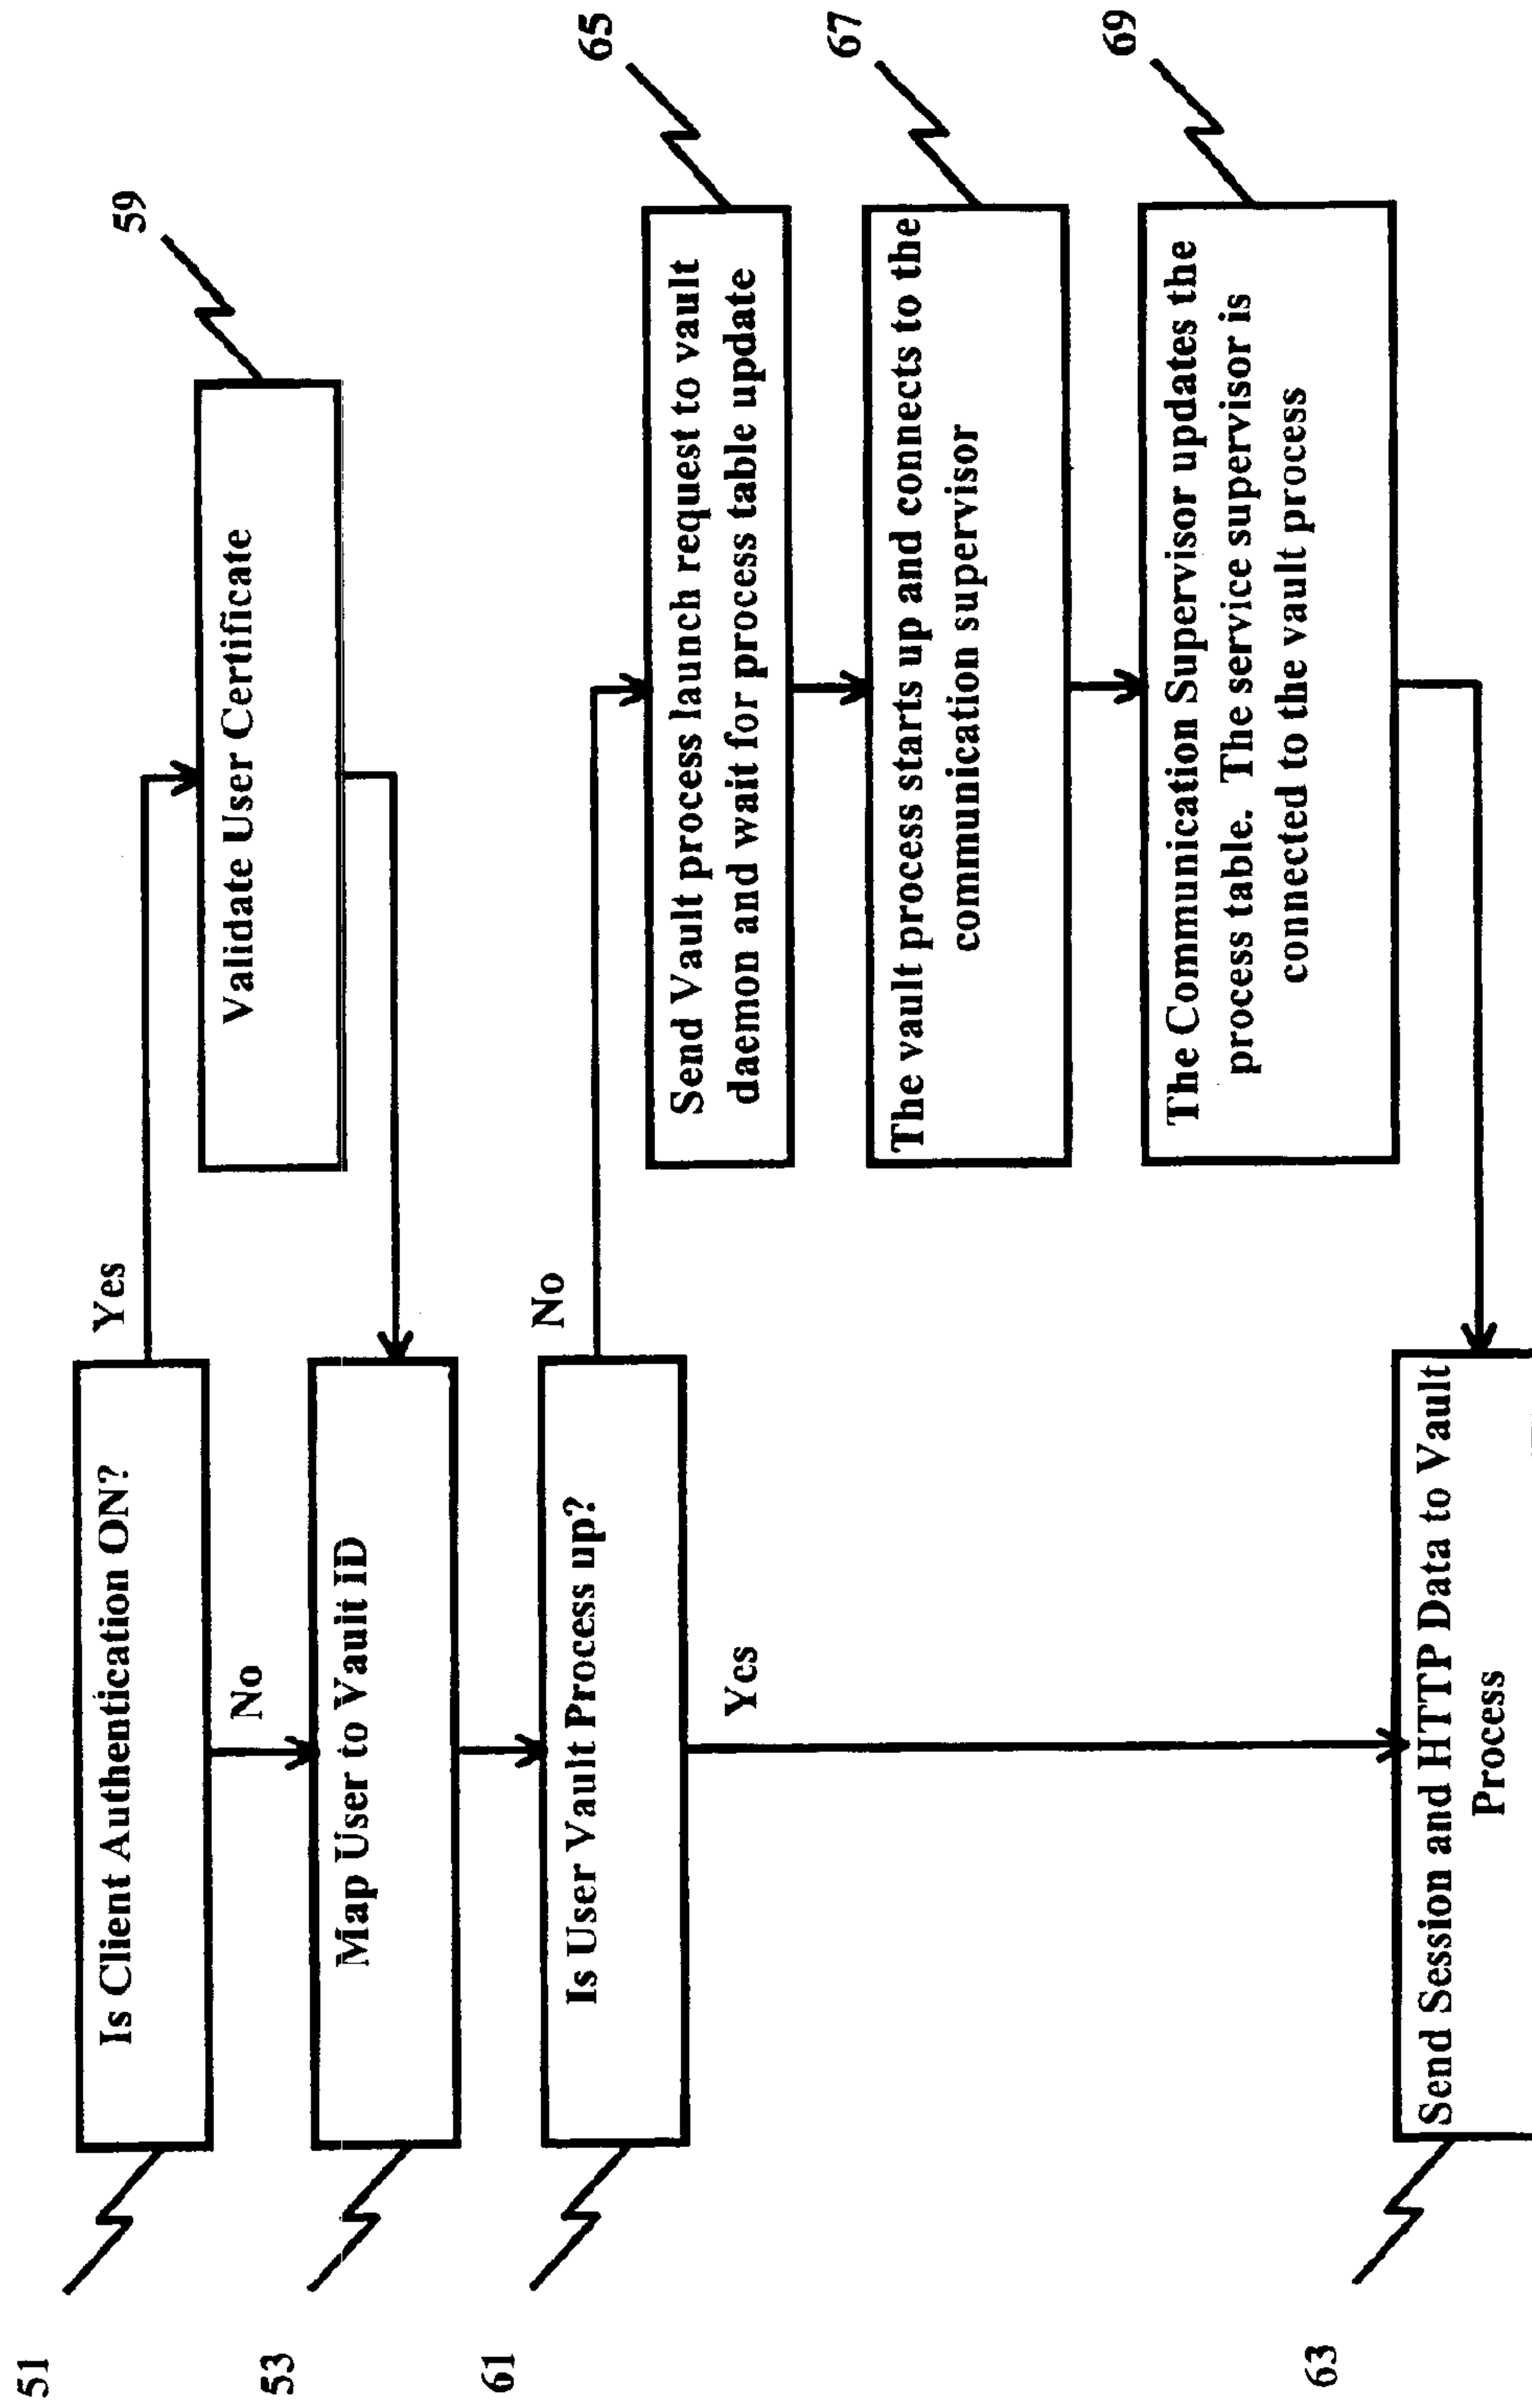 51
Is Client Authentication ON?
Yes
59
Validate User Certificate
No
53
Map User to Vault ID
61
Is User Vault Process up?
No
65
Send Vault process launch request to vault
daemon and wait for process table update
67
The vault process starts up and connects to the
communication supervisor
69
The Communication Supervisor updates the
process table. The service supervisor is
connected to the vault process
Yes
63
Send Session and HTTP Data to Vault
Process